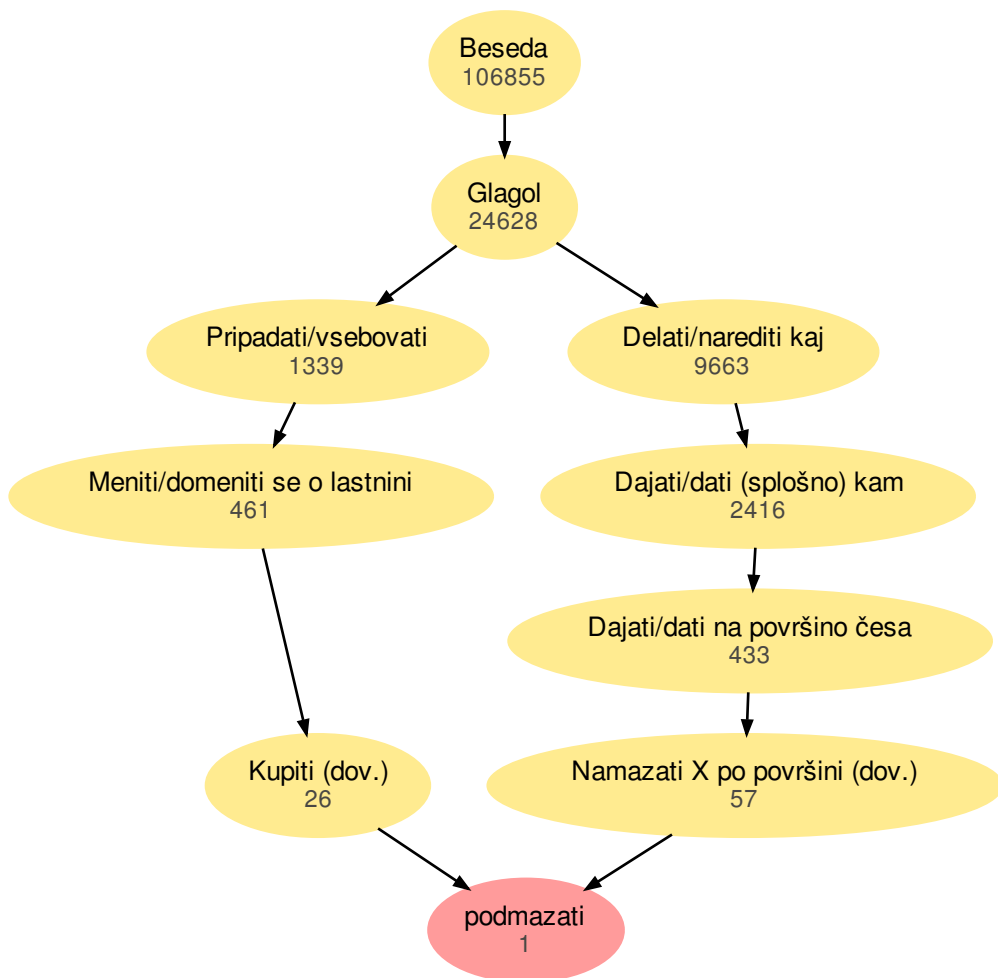 Beseda
106855
Glagol
24628
Pripadati/vsebovati
1339
Delati/narediti kaj
9663
Meniti/domeniti se o lastnini
461
Dajati/dati (splošno) kam
2416
Dajati/dati na površino česa
433
Kupiti (dov.)
26
Namazati X po površini (dov.)
57
podmazati
1